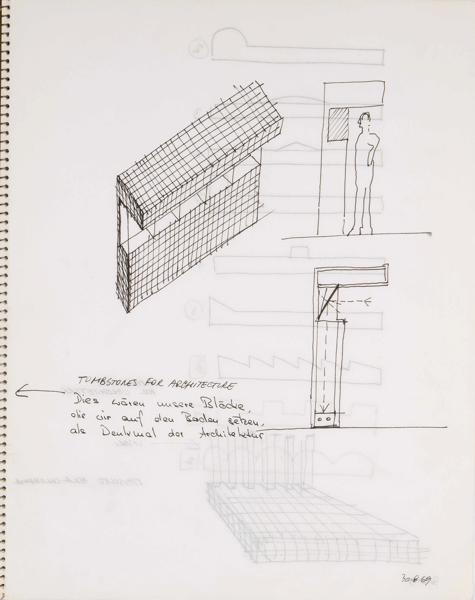 TUMBSTONES FOR ARCHITECTURE
Dies wären unsere Blöcke,
die wir auf den Boden setzen,
als Denkmal der Architektur
30·6·69